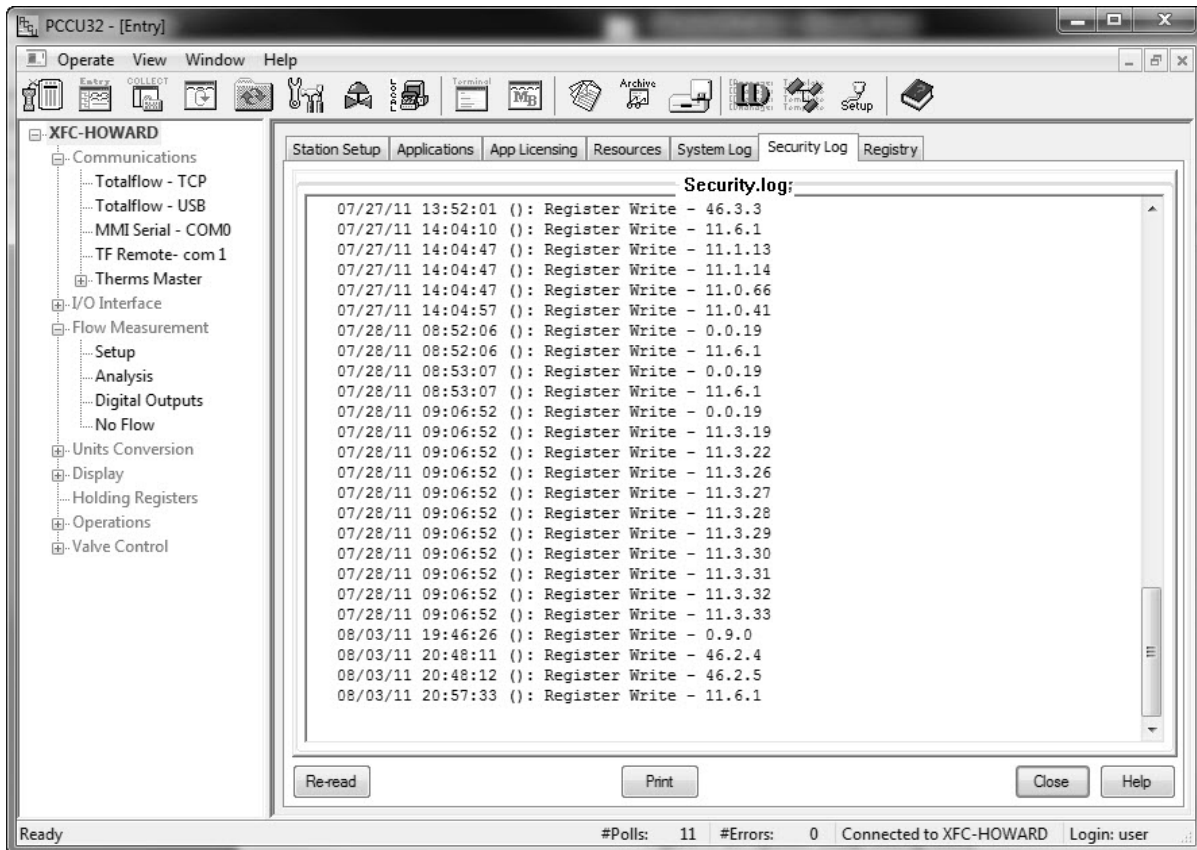 PCCU32 - [Entry]
Operate View Window Help
Entry
COLLECT
Terminal
MB
Archive
Setup
XFC-HOWARD
Communications
Totalflow - TCP
Totalflow - USB
MMI Serial - COM0
TF Remote- com 1
Therms Master
I/O Interface
Flow Measurement
Setup
Analysis
Digital Outputs
No Flow
Units Conversion
Display
Holding Registers
Operations
Valve Control
Station Setup Applications App Licensing Resources System Log Security Log Registry
Security.log;
07/27/11 13:52:01 (): Register Write - 46.3.3
07/27/11 14:04:10 (): Register Write - 11.6.1
07/27/11 14:04:47 (): Register Write - 11.1.13
07/27/11 14:04:47 (): Register Write - 11.1.14
07/27/11 14:04:47 (): Register Write - 11.0.66
07/27/11 14:04:57 (): Register Write - 11.0.41
07/28/11 08:52:06 (): Register Write - 0.0.19
07/28/11 08:52:06 (): Register Write - 11.6.1
07/28/11 08:53:07 (): Register Write - 0.0.19
07/28/11 08:53:07 (): Register Write - 11.6.1
07/28/11 09:06:52 (): Register Write - 0.0.19
07/28/11 09:06:52 (): Register Write - 11.3.19
07/28/11 09:06:52 (): Register Write - 11.3.22
07/28/11 09:06:52 (): Register Write - 11.3.26
07/28/11 09:06:52 (): Register Write - 11.3.27
07/28/11 09:06:52 (): Register Write - 11.3.28
07/28/11 09:06:52 (): Register Write - 11.3.29
07/28/11 09:06:52 (): Register Write - 11.3.30
07/28/11 09:06:52 (): Register Write - 11.3.31
07/28/11 09:06:52 (): Register Write - 11.3.32
07/28/11 09:06:52 (): Register Write - 11.3.33
08/03/11 19:46:26 (): Register Write - 0.9.0
08/03/11 20:48:11 (): Register Write - 46.2.4
08/03/11 20:48:12 (): Register Write - 46.2.5
08/03/11 20:57:33 (): Register Write - 11.6.1
Re-read Print Close Help
Ready #Polls: 11 #Errors: 0 Connected to XFC-HOWARD Login: user